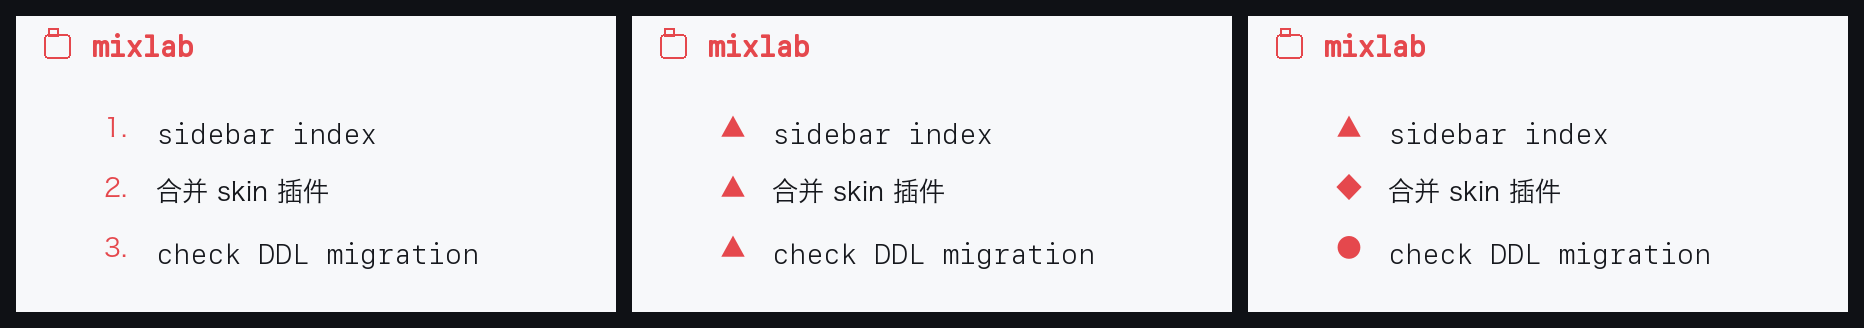 mixlab
1. sidebar index
2. 合并 skin 插件
3. check DDL migration
mixlab
▲ sidebar index
▲ 合并 skin 插件
▲ check DDL migration
mixlab
▲ sidebar index
◆ 合并 skin 插件
● check DDL migration